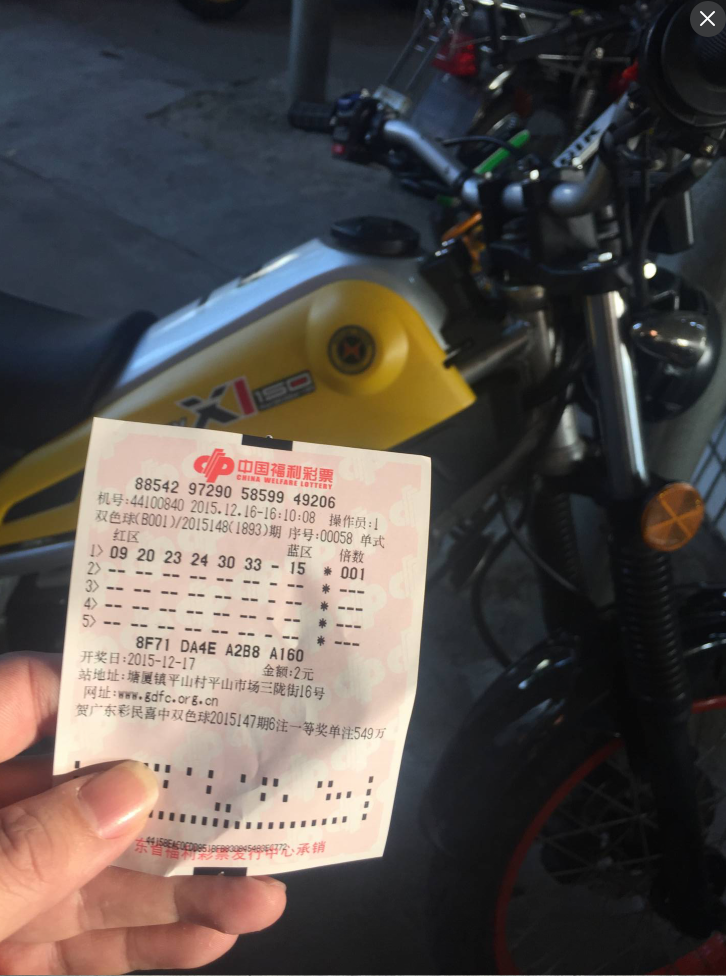 XL150
中国福利彩票
CHINA WELFARE LOTTERY
88542 97290 58599 49206
机号:44100840 2015.12.16-16:10:08 操作员:1
双色球(B001)/2015148(1893)期 序号:00058 单式
红区 蓝区 倍数
1> 09 20 23 24 30 33 - 15 * 001
2> -- -- -- -- -- -- - -- * ---
3> -- -- -- -- -- -- - -- * ---
4> -- -- -- -- -- -- - -- * ---
5> -- -- -- -- -- -- - -- * ---
8F71 DA4E A2B8 A160
开奖日:2015-12-17 金额:2元
站地址:塘厦镇平山村平山市场三陇街16号
网址:www.gdfc.org.cn
贺广东彩民喜中双色球2015147期6注一等奖单注549万
东省福利彩票发行中心承销